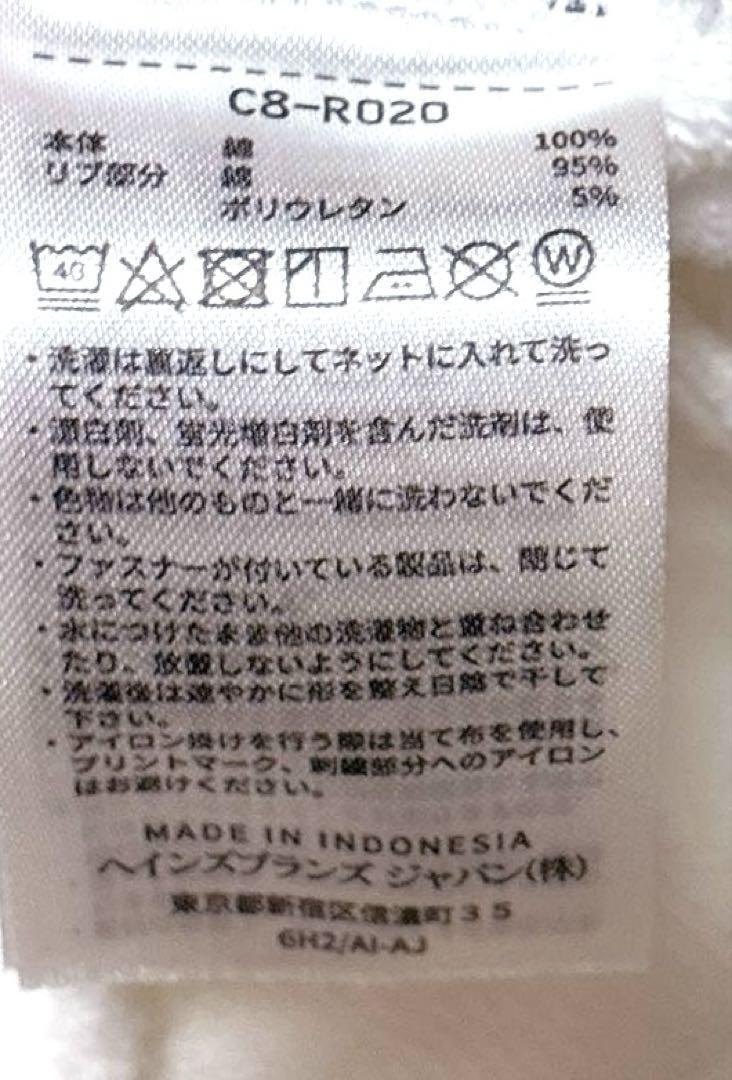 C8-R020
本体 綿 100%
リブ部分 綿 95%
ポリウレタン 5%
40
W
・洗濯は裏返しにしてネットに入れて洗っ
てください。
・漂白剤、蛍光増白剤を含んだ洗剤は、使
用しないでください。
・色物は他のものと一緒に洗わないでくだ
さい。
・ファスナーが付いている製品は、閉じて
洗ってください。
・水につけたまま他の洗濯物と重ね合わせ
たり、放置しないようにしてください。
・洗濯後は速やかに形を整え日陰で干して
下さい。
・アイロン掛けを行う際は当て布を使用し、
プリントマーク、刺繍部分へのアイロン
はお避けください。
MADE IN INDONESIA
ヘインズブランズ ジャパン(株)
東京都新宿区信濃町35
6H2/AI-AJ